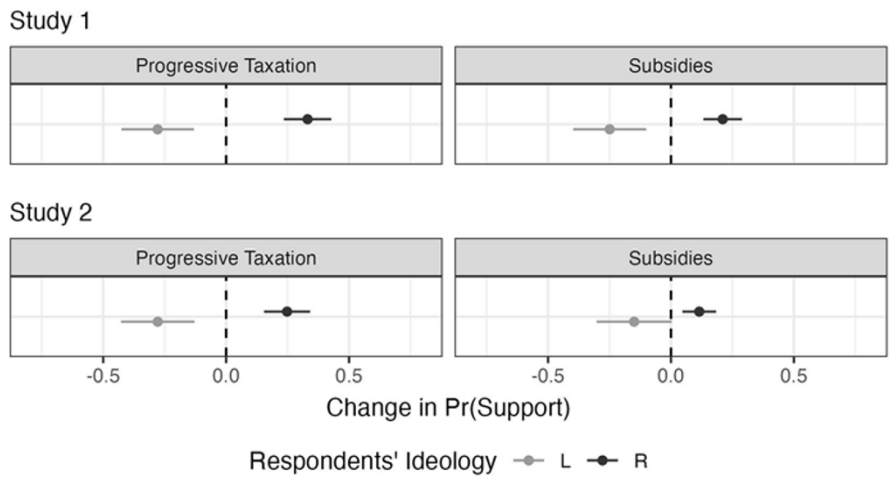 Study 1
Progressive Taxation Subsidies
Study 2
Progressive Taxation Subsidies
-0.5 0.0 0.5 -0.5 0.0 0.5
Change in Pr(Support)
Respondents' Ideology L R